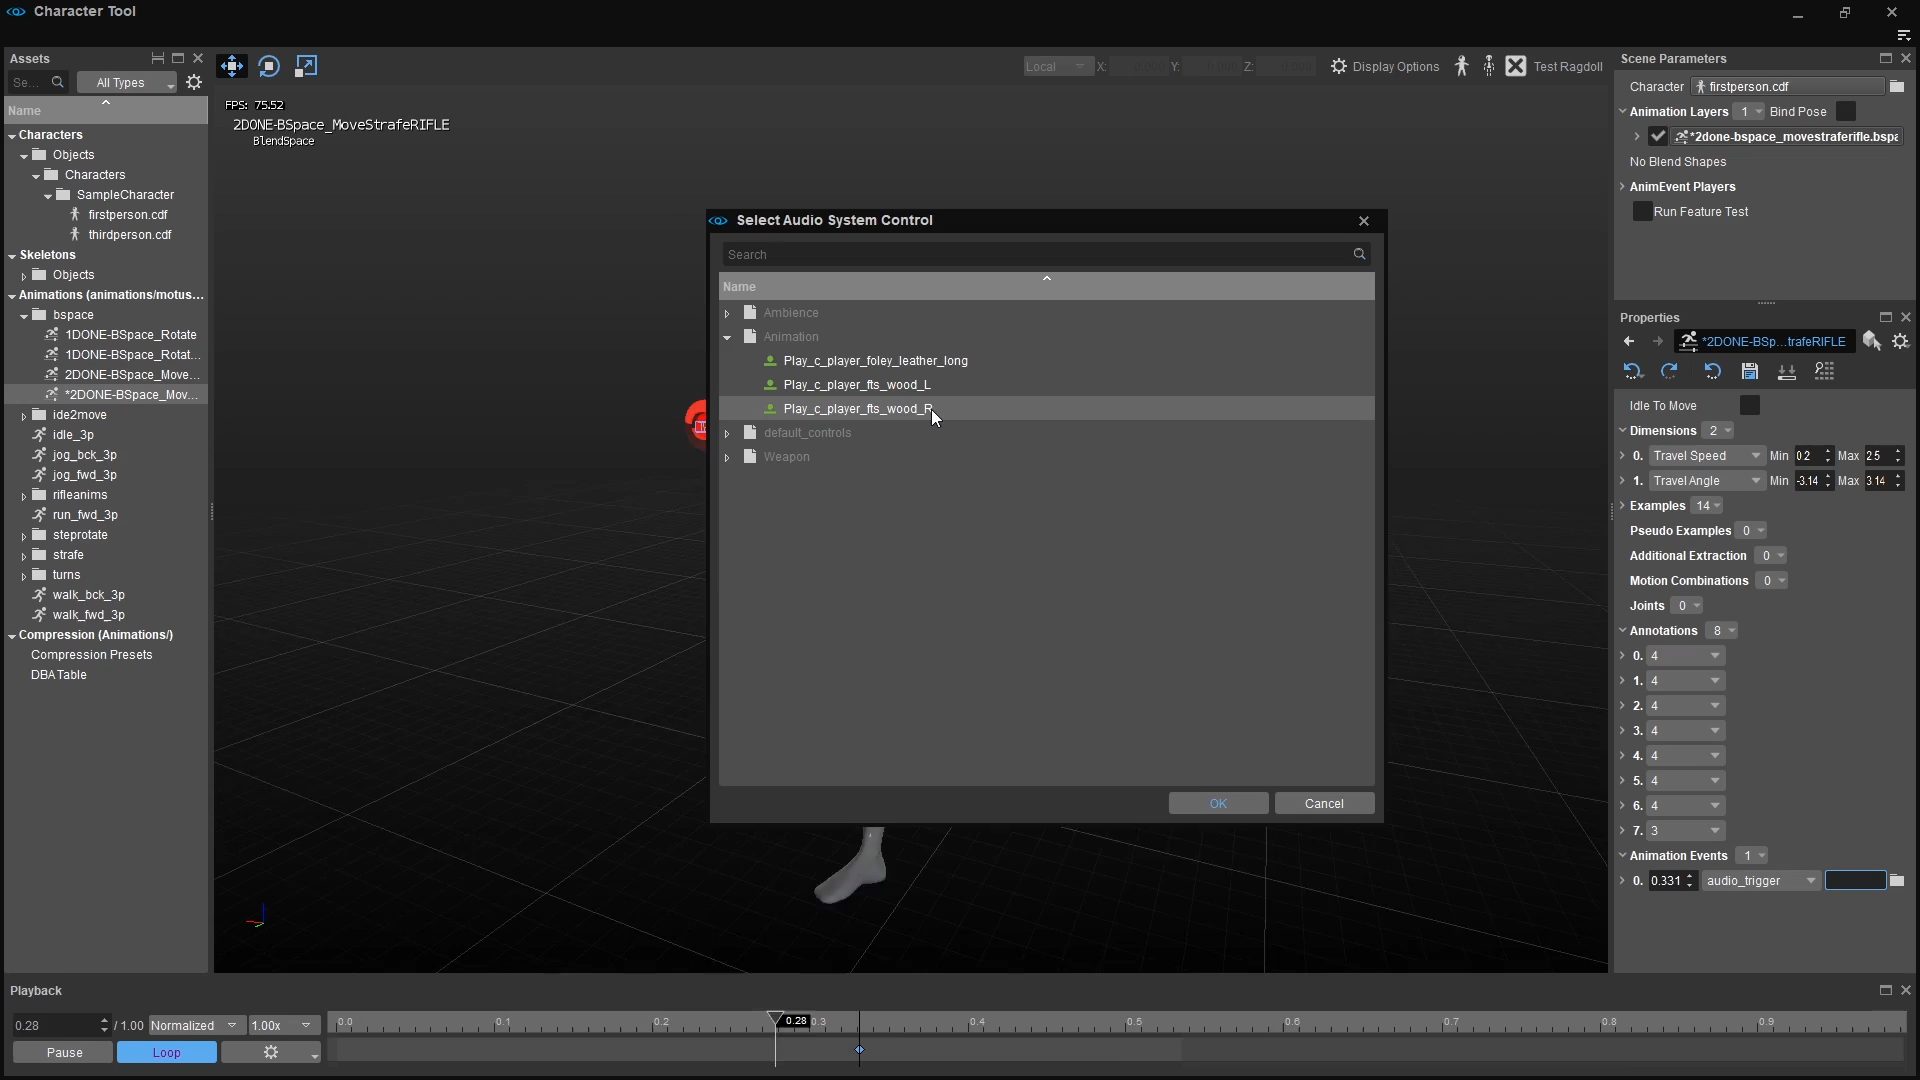 Character Tool
Assets
Se...
All Types
Name
Characters
Objects
Characters
SampleCharacter
firstperson.cdf
thirdperson.cdf
Skeletons
Objects
Animations (animations/motus...
bspace
1DONE-BSpace_Rotate
1DONE-BSpace_Rotat...
2DONE-BSpace_Move...
*2DONE-BSpace_Mov...
ide2move
idle_3p
jog_bck_3p
jog_fwd_3p
rifleanims
run_fwd_3p
steprotate
strafe
turns
walk_bck_3p
walk_fwd_3p
Compression (Animations/)
Compression Presets
DBA Table
Local X: Y: Z: Display Options Test Ragdoll
FPS: 75.52
2DONE-BSpace_MoveStrafeRIFLE
BlendSpace
Select Audio System Control
Search
Name
Ambience
Animation
Play_c_player_foley_leather_long
Play_c_player_fts_wood_L
Play_c_player_fts_wood_R
default_controls
Weapon
OK Cancel
Scene Parameters
Character firstperson.cdf
Animation Layers 1 Bind Pose
*2done-bspace_movestraferifle.bspa
No Blend Shapes
AnimEvent Players
Run Feature Test
Properties
*2DONE-BSp...trafeRIFLE
Idle To Move
Dimensions 2
0. Travel Speed Min 0.2 Max 2.5
1. Travel Angle Min -3.14 Max 3.14
Examples 14
Pseudo Examples 0
Additional Extraction 0
Motion Combinations 0
Joints 0
Annotations 8
0. 4
1. 4
2. 4
3. 4
4. 4
5. 4
6. 4
7. 3
Animation Events 1
0. 0.331 audio_trigger
Playback
0.28 / 1.00 Normalized 1.00x
0.0 0.1 0.2 0.28 0.3 0.4 0.5 0.6 0.7 0.8 0.9
Pause Loop